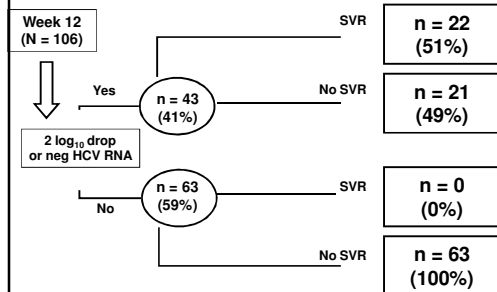 Week 12
(N = 106)
SVR
n = 22
(51%)
Yes
n = 43
(41%)
No SVR
n = 21
(49%)
2 log₁₀ drop
or neg HCV RNA
No
n = 63
(59%)
SVR
n = 0
(0%)
No SVR
n = 63
(100%)